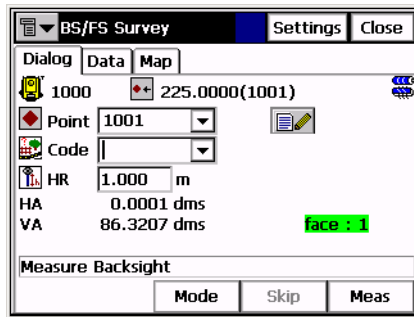 BS/FS Survey Settings Close
Dialog Data Map
1000 225.0000(1001)
Point 1001
Code
HR 1.000 m
HA 0.0001 dms
VA 86.3207 dms face : 1
Measure Backsight
Mode Skip Meas